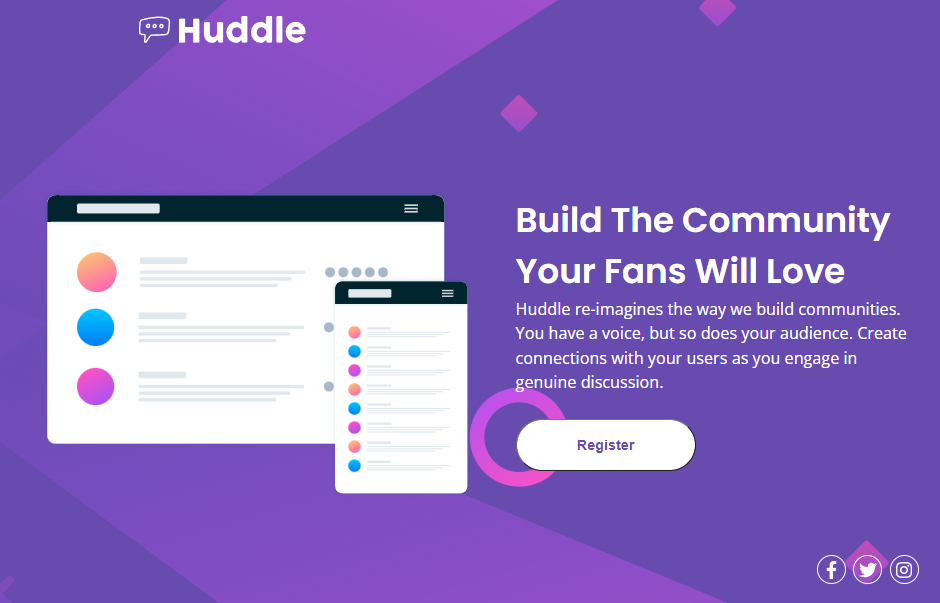 Huddle
Build The Community
Your Fans Will Love
Huddle re-imagines the way we build communities.
You have a voice, but so does your audience. Create
connections with your users as you engage in
genuine discussion.
Register